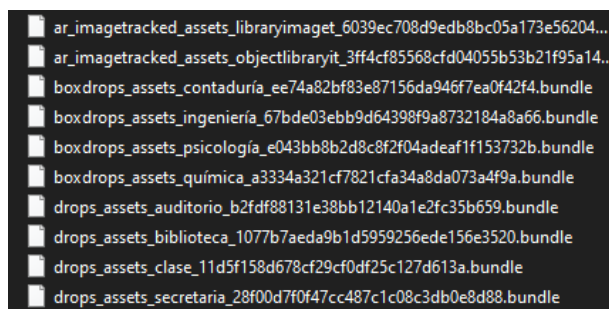 ar_imagetracked_assets_libraryimaget_6039ec708d9edb8bc05a173e56204...
ar_imagetracked_assets_objectlibraryit_3ff4cf85568cfd04055b53b21f95a14...
boxdrops_assets_contaduría_ee74a82bf83e87156da946f7ea0f42f4.bundle
boxdrops_assets_ingeniería_67bde03ebb9d64398f9a8732184a8a66.bundle
boxdrops_assets_psicología_e043bb8b2d8c8f2f04adeaf1f153732b.bundle
boxdrops_assets_química_a3334a321cf7821cfa34a8da073a4f9a.bundle
drops_assets_auditorio_b2fdf88131e38bb12140a1e2fc35b659.bundle
drops_assets_biblioteca_1077b7aeda9b1d5959256ede156e3520.bundle
drops_assets_clase_11d5f158d678cf29cf0df25c127d613a.bundle
drops_assets_secretaria_28f00d7f0f47cc487c1c08c3db0e8d88.bundle